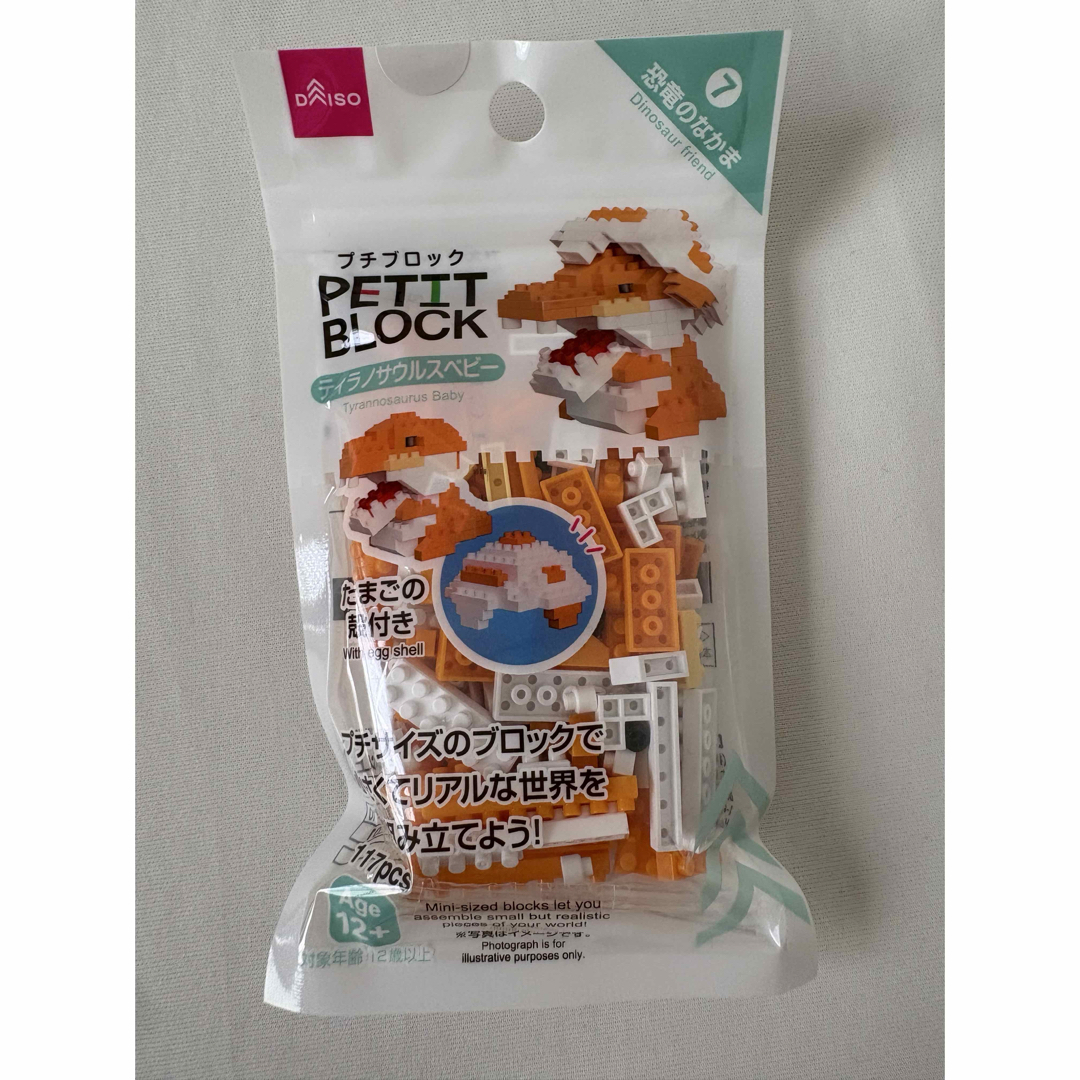 DAISO
7
恐竜のなかま
Dinosaur friend
プチブロック
PETIT
BLOCK
ティラノサウルスベビー
Tyrannosaurus Baby
たまごの
殻付き
With egg shell
プチサイズのブロックで
くてリアルな世界を
み立てよう!
117pcs
Age
12+
対象年齢:12歳以上
Mini-sized blocks let you
assemble small but realistic
pieces of your world!
※写真はイメージです。
Photograph is for
illustrative purposes only.